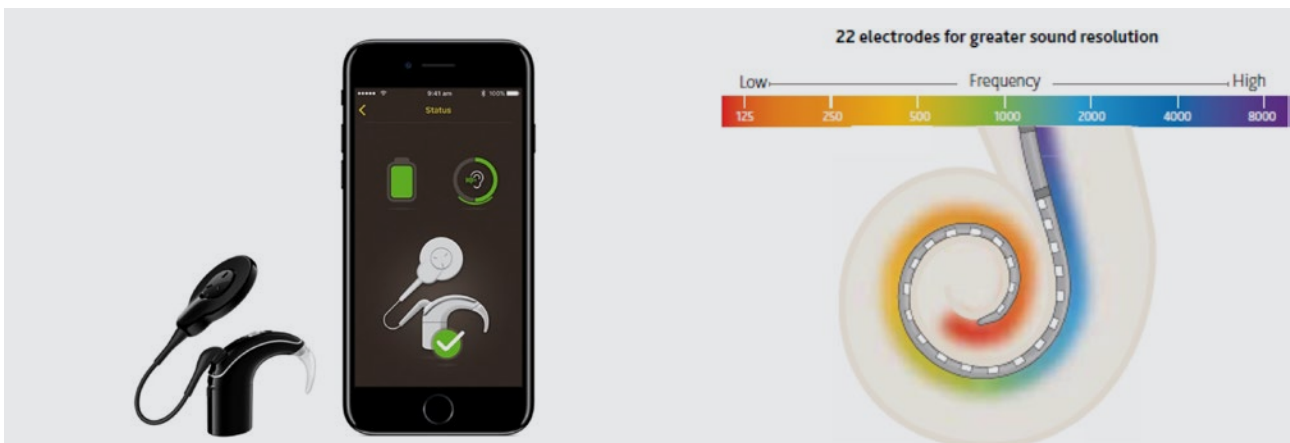 9:41 am
100%
Status
22 electrodes for greater sound resolution
Low
Frequency
High
125
250
500
1000
2000
4000
8000